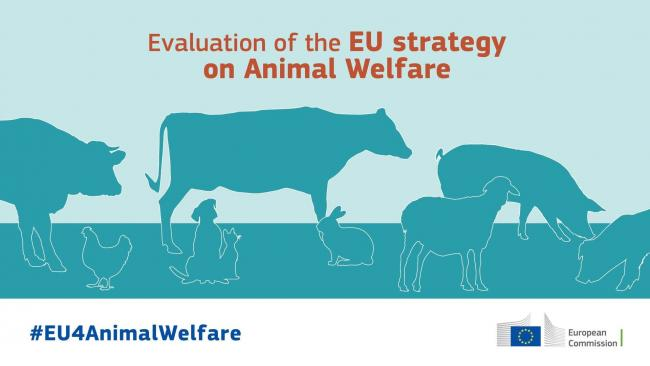 Evaluation of the EU strategy
on Animal Welfare
#EU4AnimalWelfare
European
Commission